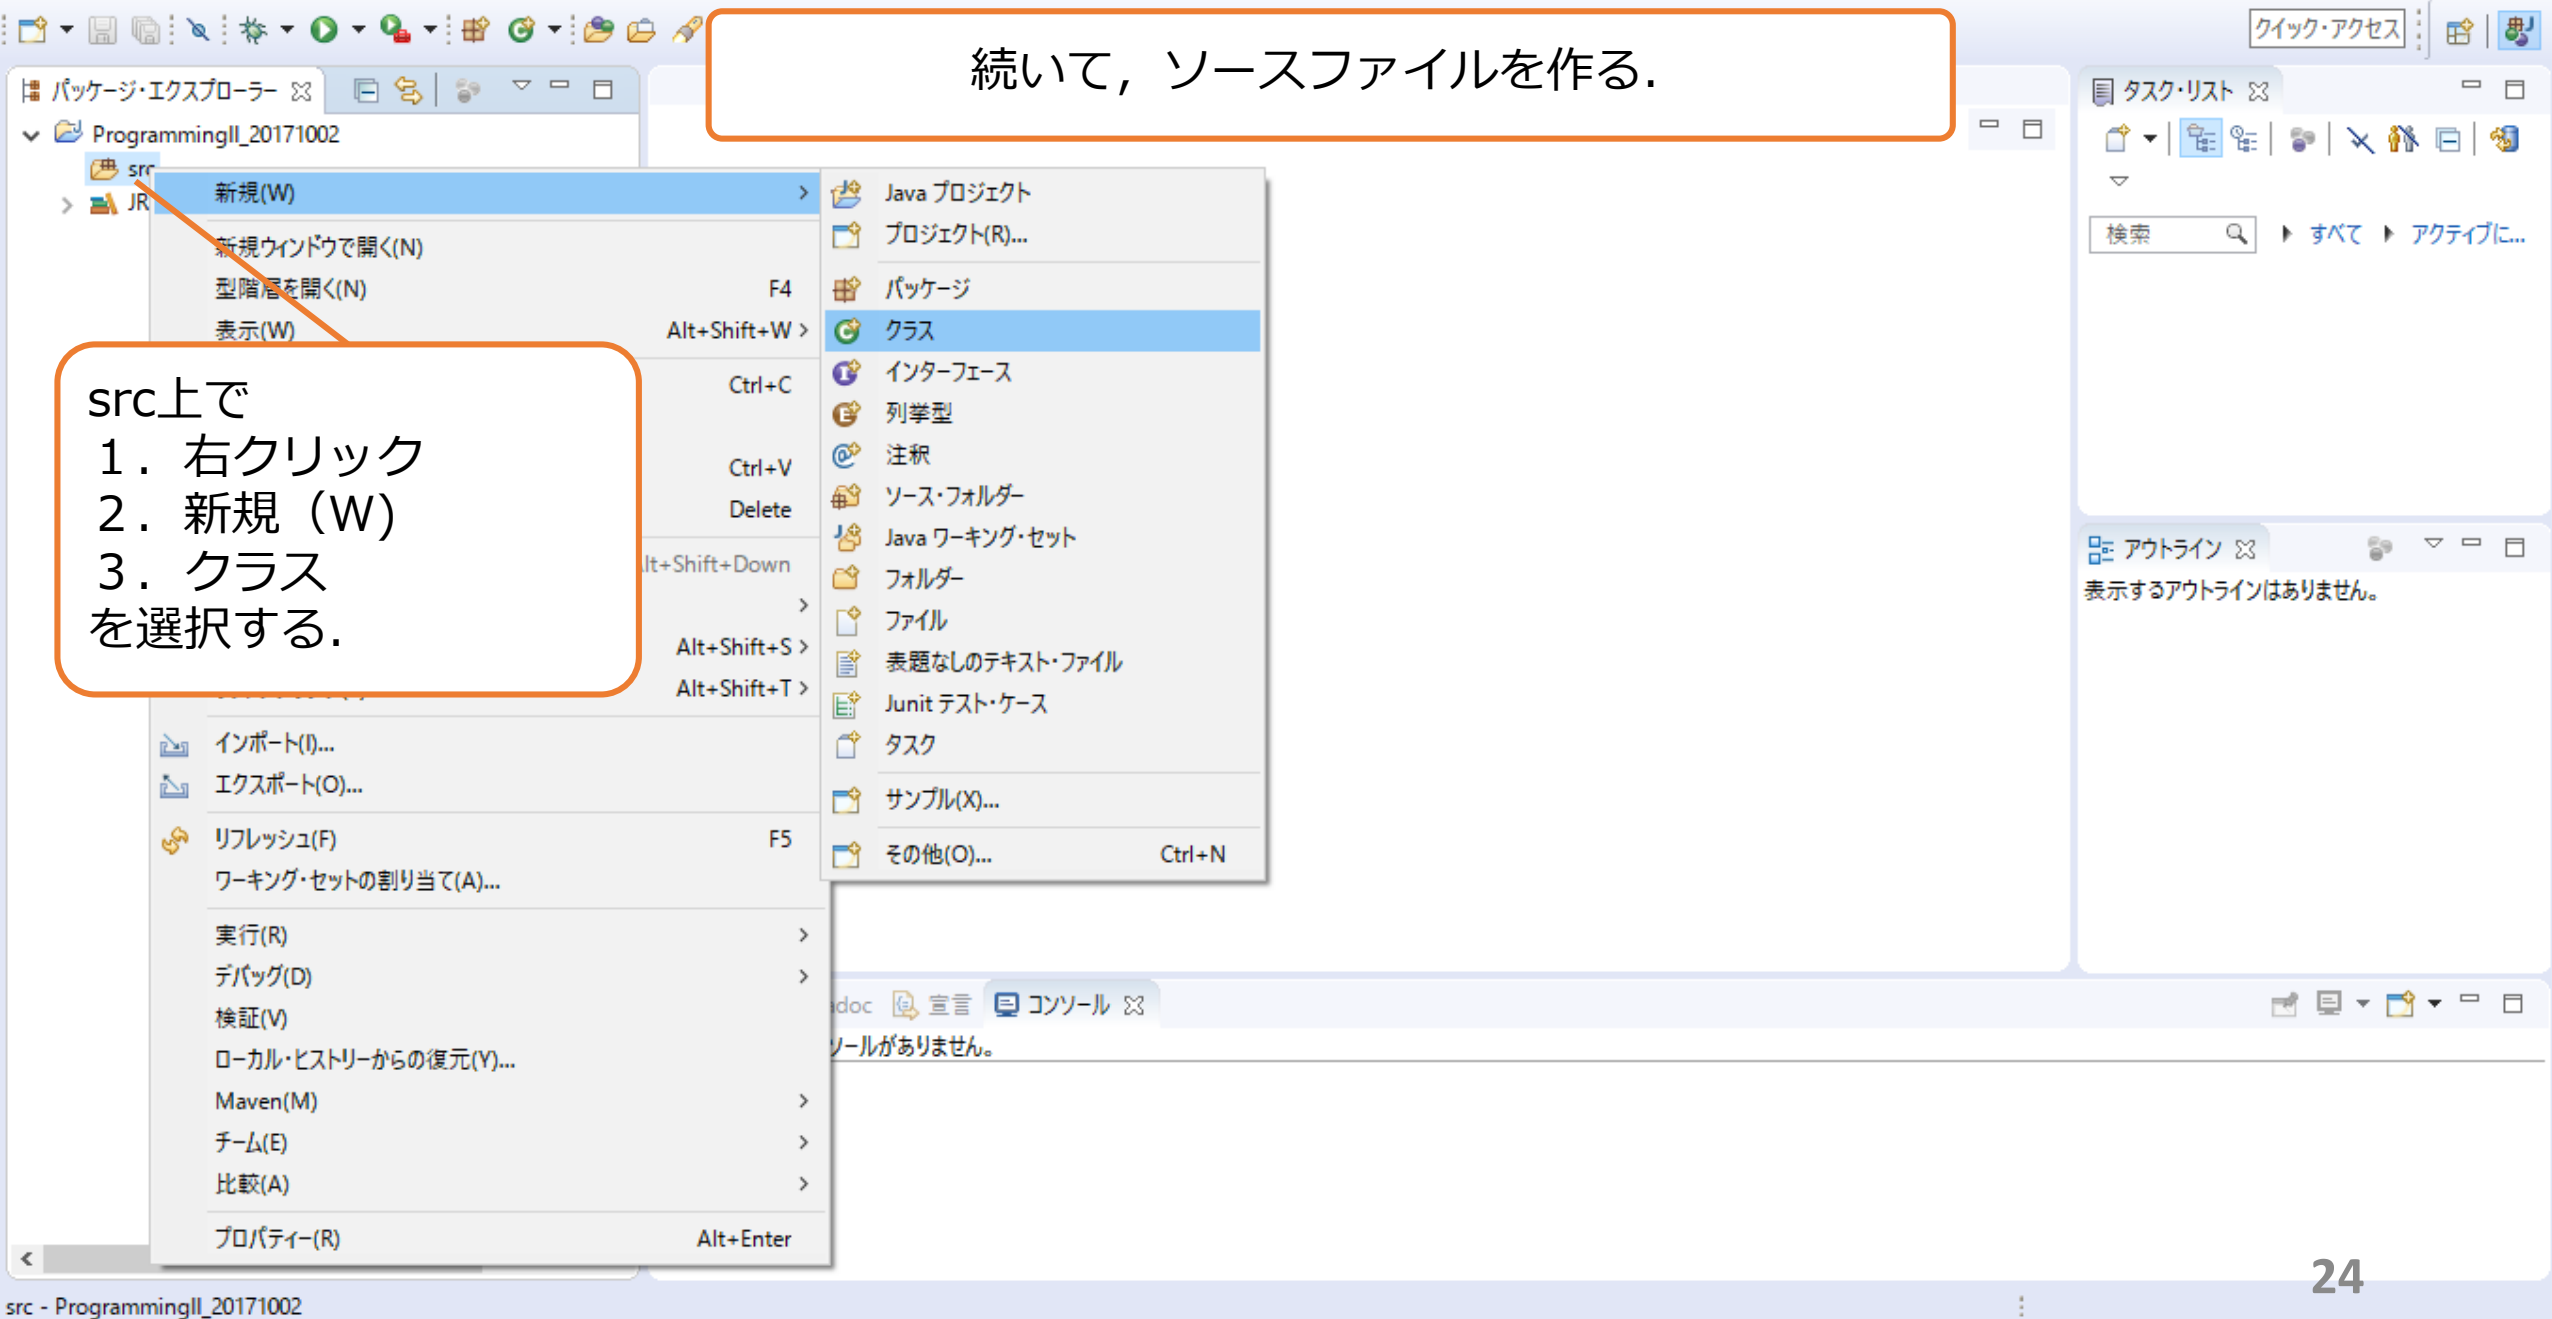 続いて，ソースファイルを作る．
クイック・アクセス
パッケージ・エクスプローラー
ProgrammingII_20171002
src
JR
新規(W)
新規ウィンドウで開く(N)
型階層を開く(N) F4
表示(W) Alt+Shift+W
Ctrl+C
Ctrl+V
Delete
lt+Shift+Down
Alt+Shift+S
Alt+Shift+T
インポート(I)...
エクスポート(O)...
リフレッシュ(F) F5
ワーキング・セットの割り当て(A)...
実行(R)
デバッグ(D)
検証(V)
ローカル・ヒストリーからの復元(Y)...
Maven(M)
チーム(E)
比較(A)
プロパティー(R) Alt+Enter
src上で
１．右クリック
２．新規（W)
３．クラス
を選択する．
Java プロジェクト
プロジェクト(R)...
パッケージ
クラス
インターフェース
列挙型
注釈
ソース・フォルダー
Java ワーキング・セット
フォルダー
ファイル
表題なしのテキスト・ファイル
Junit テスト・ケース
タスク
サンプル(X)...
その他(O)... Ctrl+N
タスク・リスト
検索 すべて アクティブに...
アウトライン
表示するアウトラインはありません。
adoc 宣言 コンソール
ソールがありません。
24
src - ProgrammingII_20171002